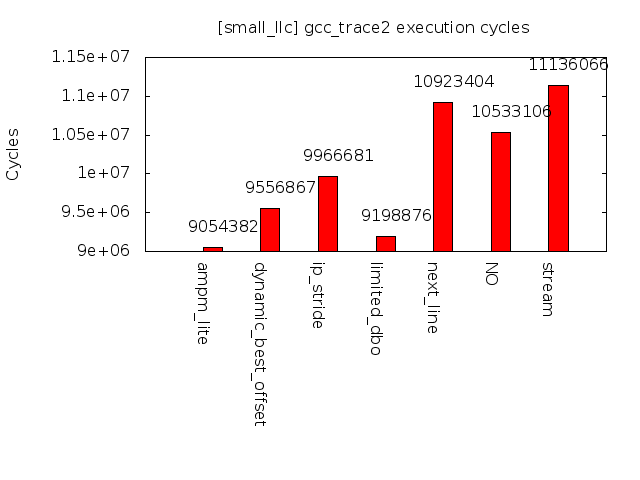 [small_llc] gcc_trace2 execution cycles
Cycles
1.15e+07
1.1e+07
1.05e+07
1e+07
9.5e+06
9e+06
9054382
9556867
9966681
9198876
10923404
10533106
11136066
ampm_lite
dynamic_best_offset
ip_stride
limited_dbo
next_line
NO
stream